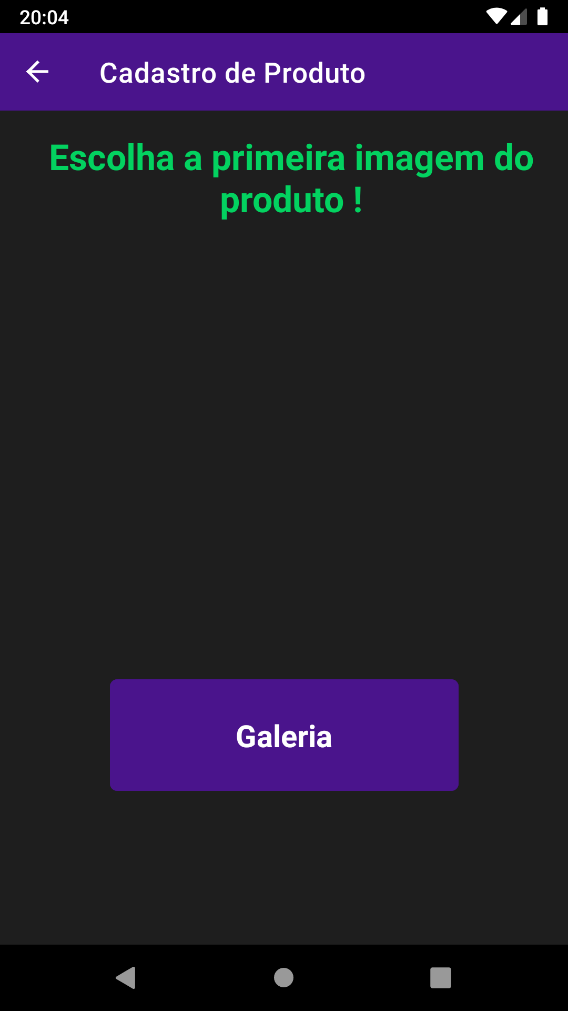 20:04
Cadastro de Produto
Escolha a primeira imagem do
produto !
Galeria